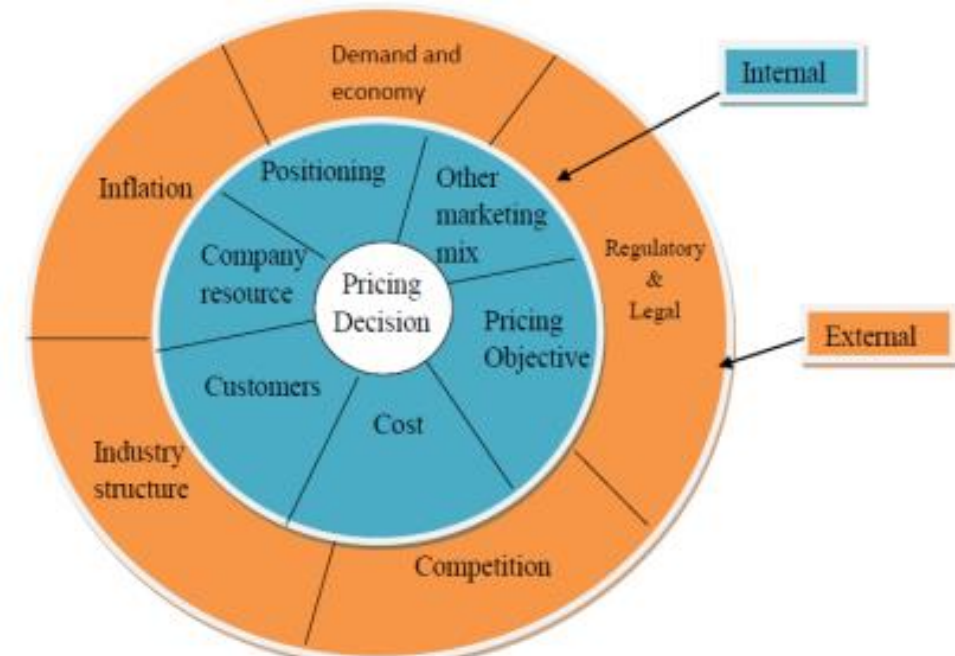 Demand and
economy
Internal
Positioning
Other
marketing
mix
Inflation
Company
resource
Pricing
Decision
Regulatory
&
Legal
Pricing
Objective
External
Customers
Cost
Industry
structure
Competition